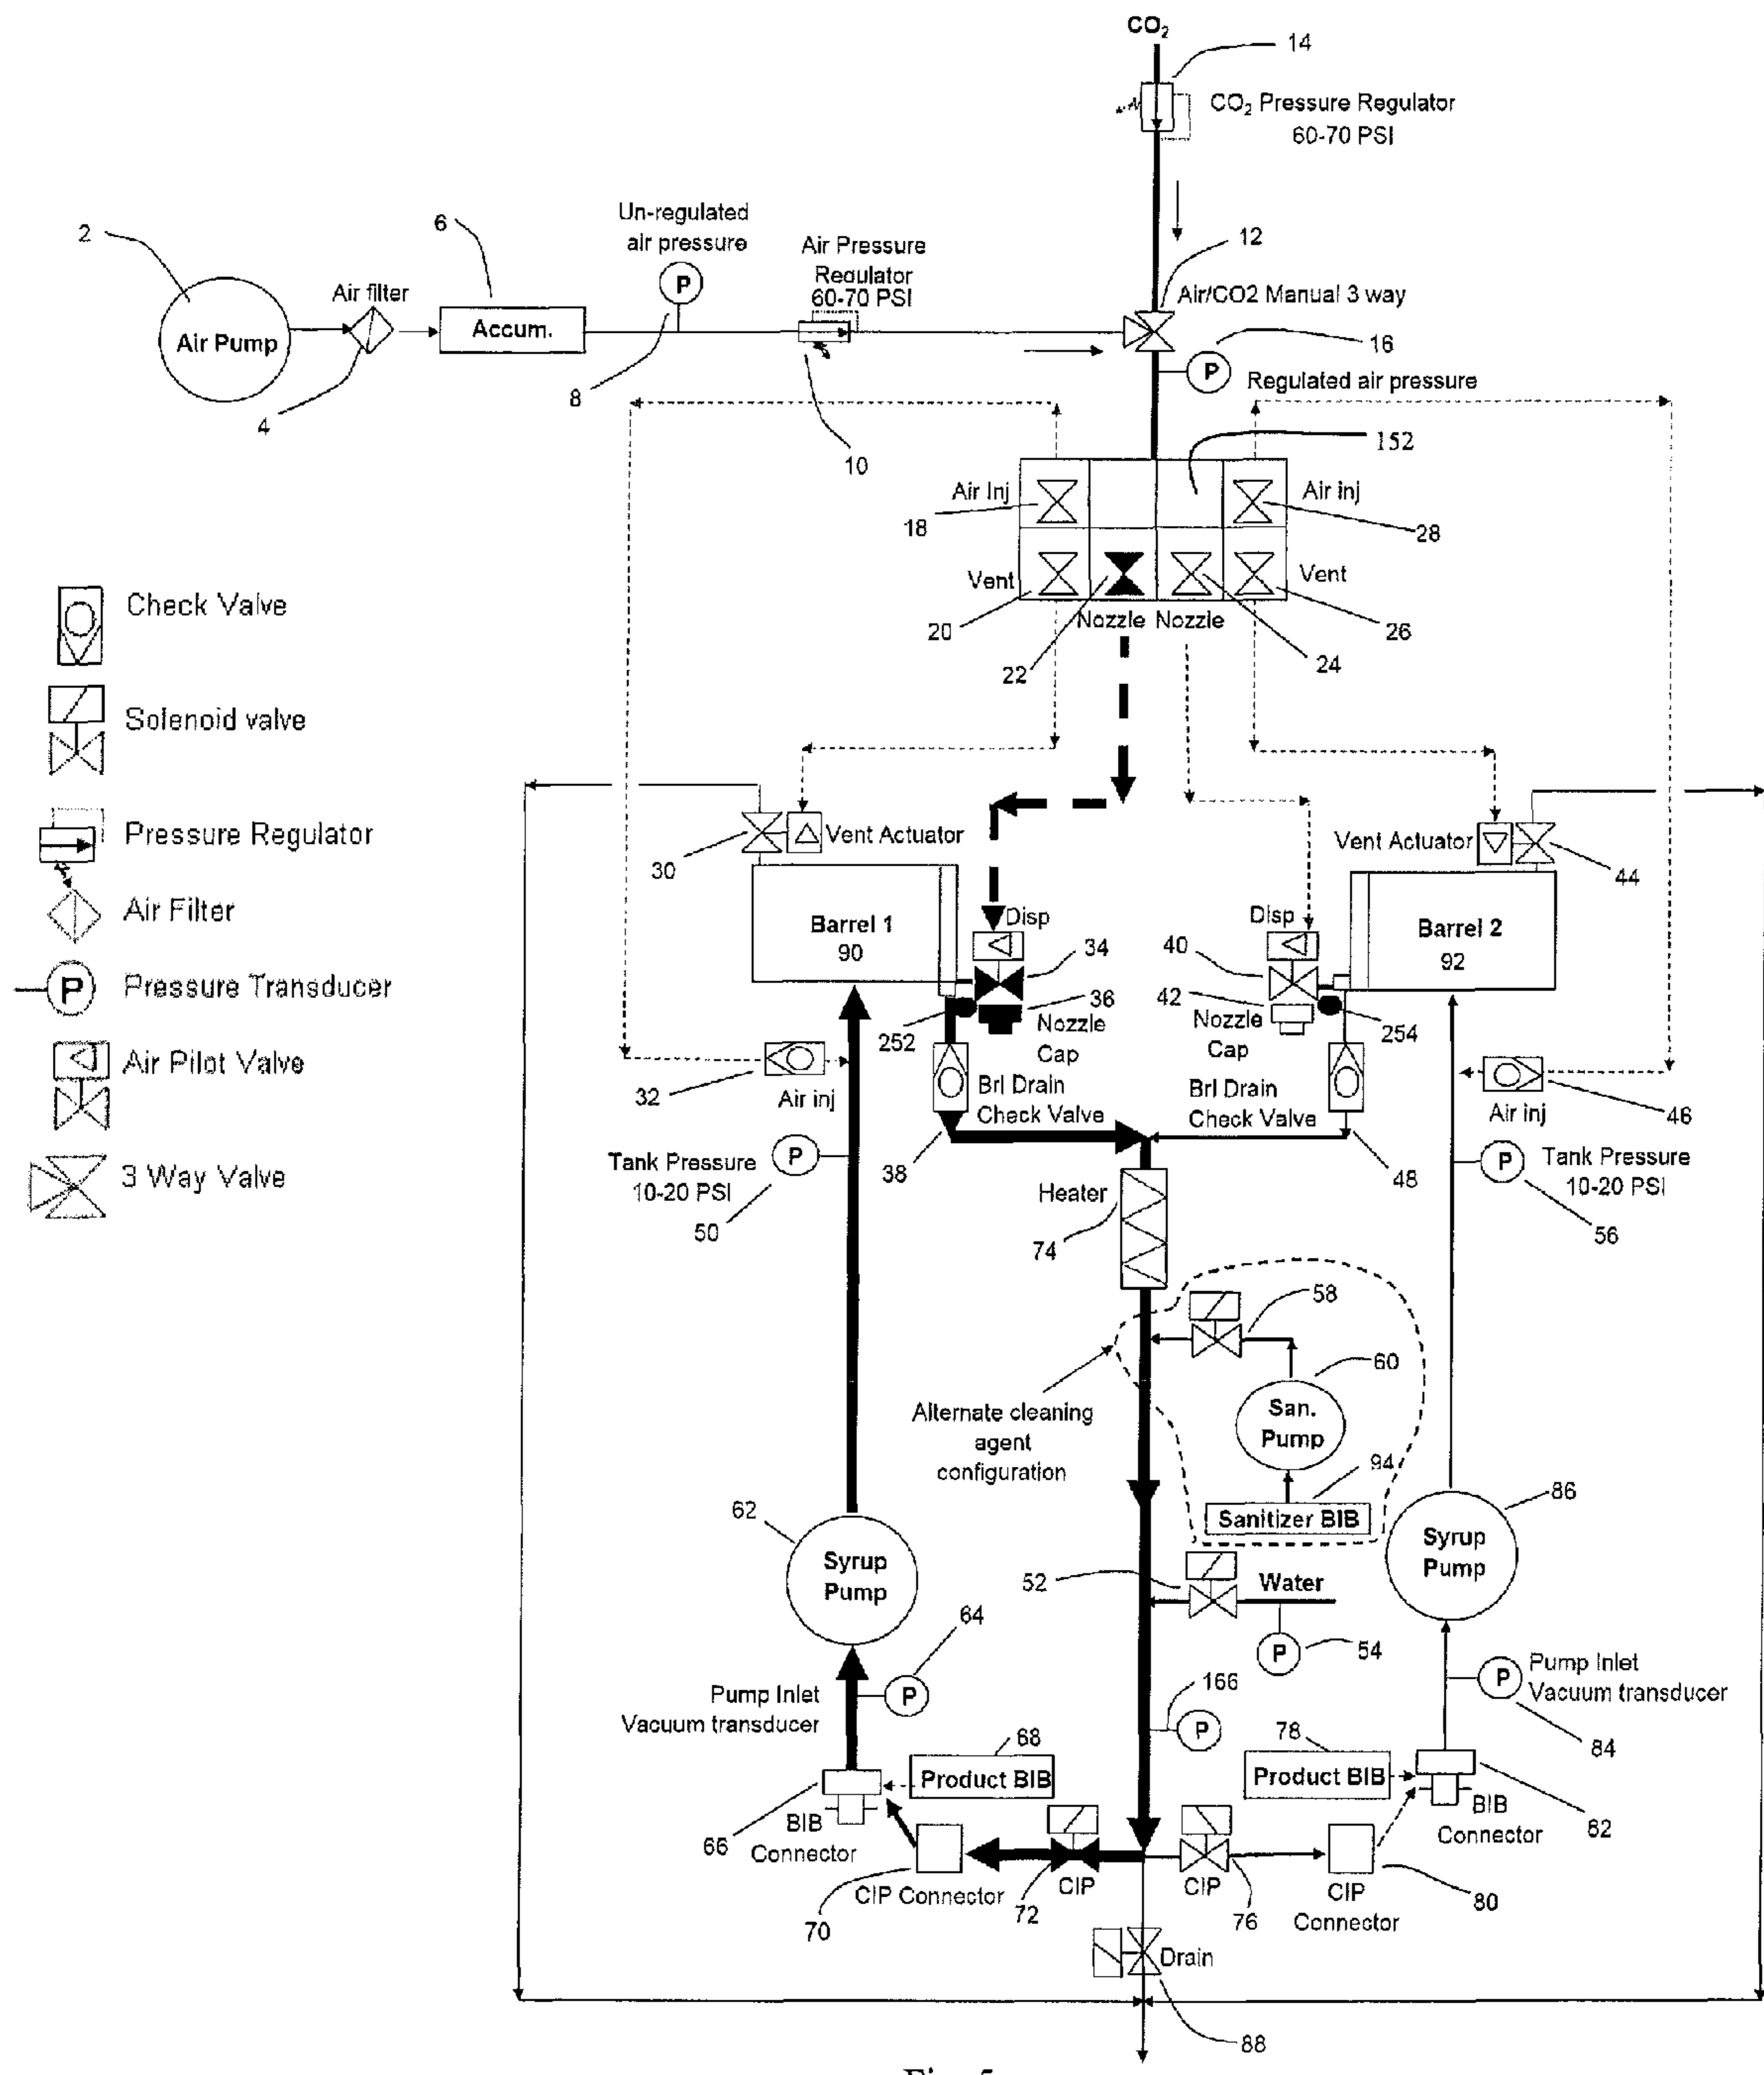 CO2
14
CO2 Pressure Regulator
60-70 PSI
2
6
Un-regulated
air pressure
P
Air Pressure
Regulator
60-70 PSI
12
Air/CO2 Manual 3 way
Air filter
Air Pump
Accum.
4
8
10
16
P
Regulated air pressure
152
Air Inj
18
Air inj
28
Vent
20
Vent
26
Nozzle Nozzle
22
24
Check Valve
Solenoid valve
Pressure Regulator
Air Filter
P
Pressure Transducer
Air Pilot Valve
3 Way Valve
30
Vent Actuator
Vent Actuator
44
Barrel 1
90
Disp
34
36
Nozzle
Cap
252
Disp
40
42
Nozzle
Cap
254
Barrel 2
92
32
Air inj
Brl Drain
Check Valve
Brl Drain
Check Valve
Air inj
46
Tank Pressure
10-20 PSI
50
P
38
48
P
Tank Pressure
10-20 PSI
56
Heater
74
58
60
San.
Pump
Alternate cleaning
agent
configuration
94
Sanitizer BIB
62
Syrup
Pump
86
Syrup
Pump
52
Water
P
54
64
P
Pump Inlet
Vacuum transducer
166
P
P
Pump Inlet
Vacuum transducer
84
68
Product BIB
78
Product BIB
66
BIB
Connector
BIB
Connector
82
70
CIP Connector
CIP
72
CIP
76
CIP
Connector
80
Drain
88